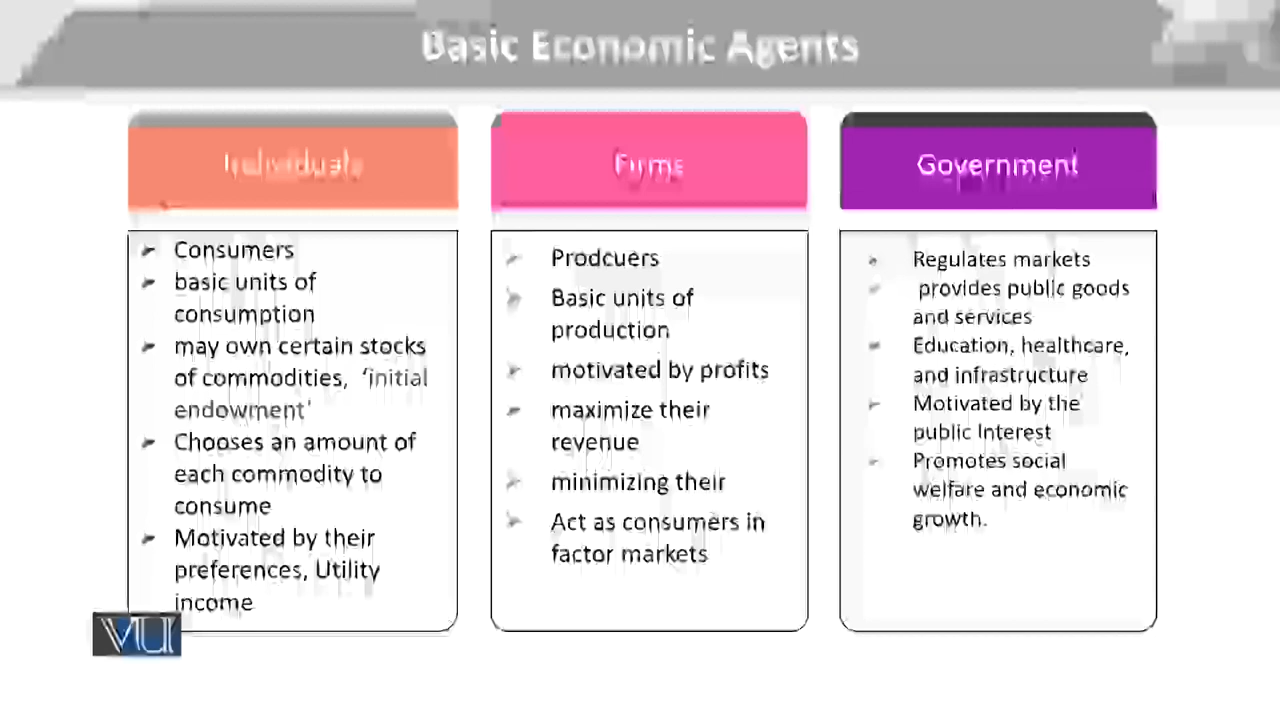 Basic Economic Agents
Individuals
Consumers
basic units of
consumption
may own certain stocks
of commodities, 'initial
endowment'
Chooses an amount of
each commodity to
consume
Motivated by their
preferences, Utility
income
Firms
Prodcuers
Basic units of
production
motivated by profits
maximize their
revenue
minimizing their
Act as consumers in
factor markets
Government
Regulates markets
provides public goods
and services
Education, healthcare,
and infrastructure
Motivated by the
public Interest
Promotes social
welfare and economic
growth.
VU